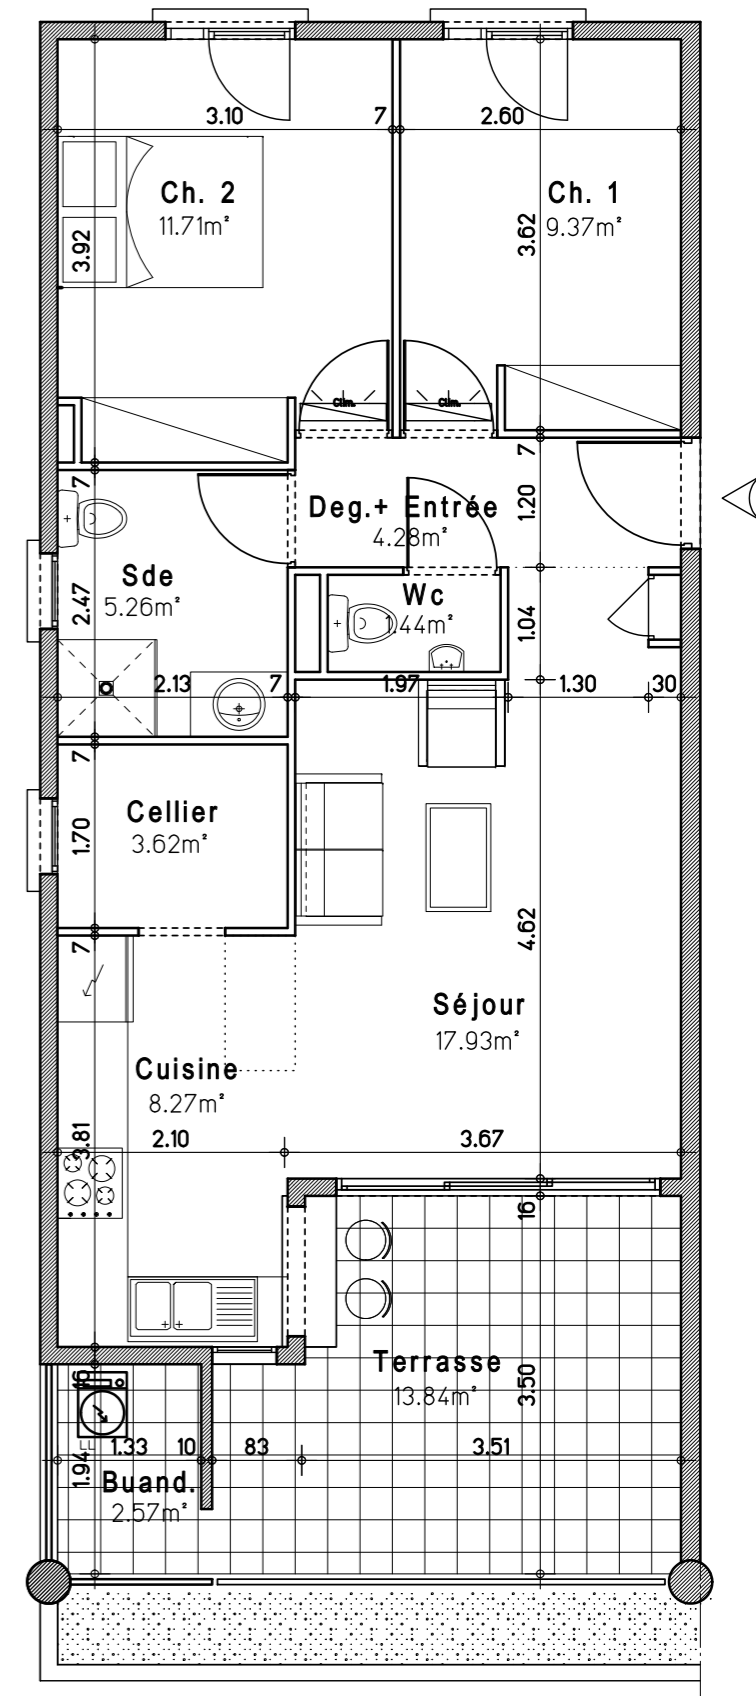 3.10
7
2.60
Ch. 2
11.71m²
Ch. 1
9.37m²
3.92
3.62
Clim.
Clim.
7
7
Deg.+ Entrée
4.28m²
1.20
Sde
5.26m²
2.47
Wc
1.44m²
1.04
2.13
7
1.97
1.30
30
7
Cellier
3.62m²
1.70
4.62
7
Séjour
17.93m²
Cuisine
8.27m²
3.81
2.10
3.67
16
Terrasse
13.84m²
3.50
16
1.33
10
83
3.51
1.94
Buand.
2.57m²